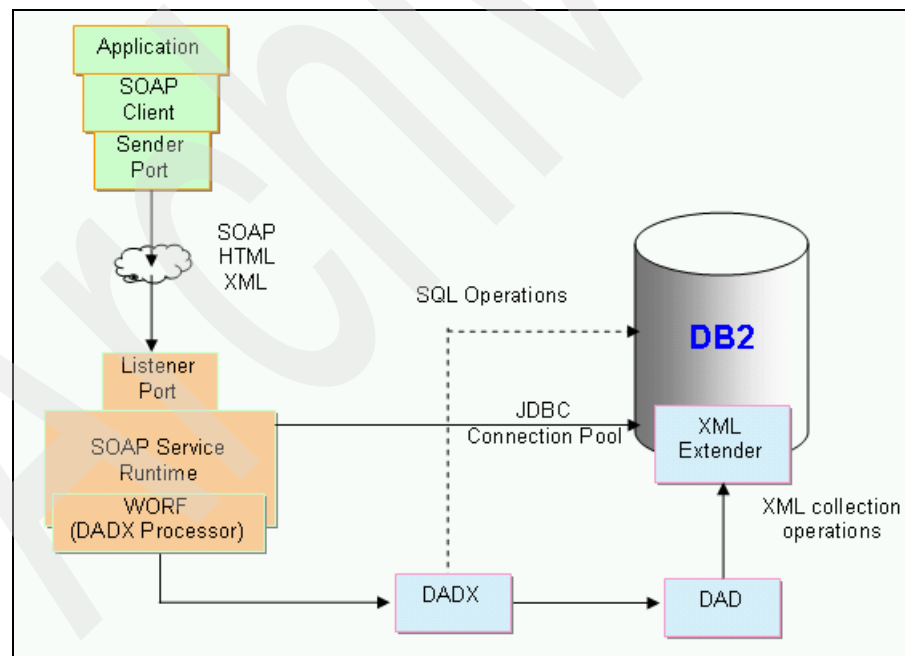 Application
SOAP
Client
Sender
Port
SOAP
HTML
XML
SQL Operations
DB2
Listener
Port
JDBC
Connection Pool
SOAP Service
Runtime
XML
Extender
WORF
(DADX Processor)
XML collection
operations
DADX
DAD